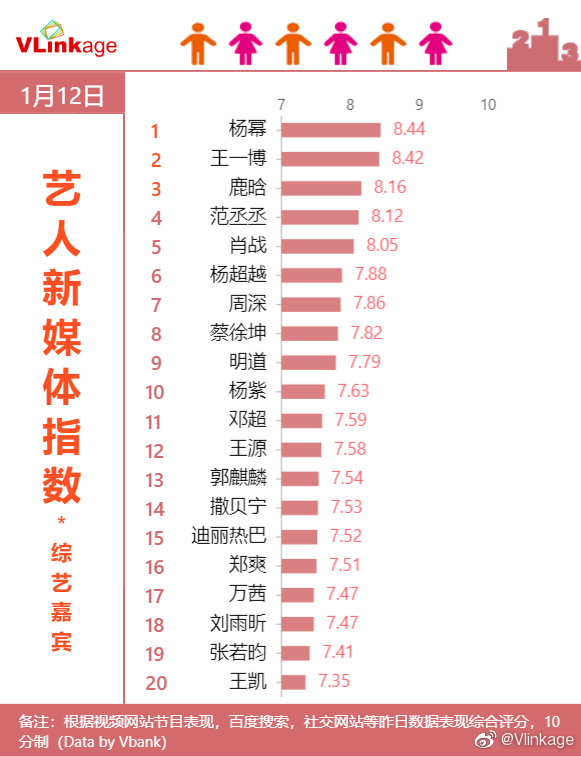 VLinkage
1 2 3
1月12日
7 8 9 10
艺人新媒体指数
*综艺嘉宾
1 杨幂 8.44
2 王一博 8.42
3 鹿晗 8.16
4 范丞丞 8.12
5 肖战 8.05
6 杨超越 7.88
7 周深 7.86
8 蔡徐坤 7.82
9 明道 7.79
10 杨紫 7.63
11 邓超 7.59
12 王源 7.58
13 郭麒麟 7.54
14 撒贝宁 7.53
15 迪丽热巴 7.52
16 郑爽 7.51
17 万茜 7.47
18 刘雨昕 7.47
19 张若昀 7.41
20 王凯 7.35
备注：根据视频网站节目表现，百度搜索，社交网站等昨日数据表现综合评分，10
分制（Data by Vbank)
@Vlinkage